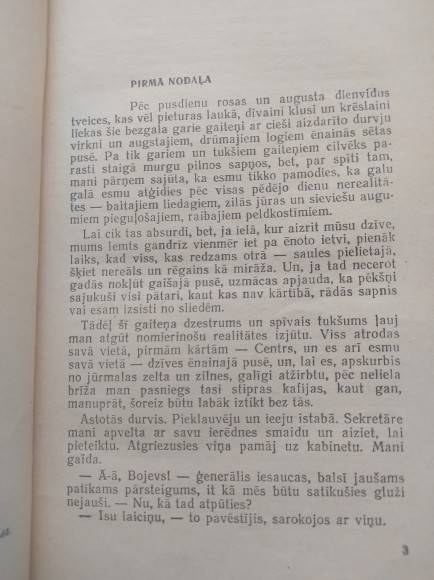 PIRMĀ NODAĻA
Pēc pusdienu rosas un augusta dienvidus
tveices, kas vēl pieturas laukā, dīvaini klusi un krēslaini
liekas šie bezgala garie gaiteņi ar cieši aizdarīto durvju
virkni un augstajiem, drūmajiem logiem ēnainās sētas
pusē. Pa tik gariem un tukšiem gaiteņiem cilvēks pa-
rasti staigā murgu pilnos sapņos, bet, par spīti tam,
mani pārņem sajūta, ka esmu tikko pamodies, ka galu
galā esmu atģidies pēc visas pēdējo dienu nerealitā-
tes — baltajiem liedagiem, zilās jūras un sieviešu augu-
miem pieguļošajiem, raibajiem peldkostīmiem.
Lai cik tas absurdi, bet, ja ielā, kur aizrit mūsu dzīve,
mums lemts gandrīz vienmēr iet pa ēnoto ietvi, pienāk
laiks, kad viss, kas redzams otrā — saules pielietajā,
šķiet nereāls un rēgains kā mirāža. Un, ja tad necerot
gadās nokļūt gaišajā pusē, uzmācas apjauda, ka pēkšņi
sajukuši visi pātari, kaut kas nav kārtībā, rādās sapnis
vai esam izsisti no sliedēm.
Tādēļ šī gaiteņa dzestrums un spīvais tukšums ļauj
man atgūt nomierinošu realitātes izjūtu. Viss atrodas
savā vietā, pirmām kārtām — Centrs, un es arī esmu
savā vietā — dzīves ēnainajā pusē, un, lai es, apskurbis
no jūrmalas zelta un zilnes, galīgi atžirbtu, pēc neliela
brīža man pasniegs tasi stipras kafijas, kaut gan,
manuprāt, šoreiz būtu labāk iztikt bez tās.
Astotās durvis. Pieklauvēju un ieeju istabā. Sekretāre
mani apvelta ar savu ierēdnes smaidu un aiziet, lai
pieteiktu. Atgriezusies viņa pamāj uz kabinetu. Mani
gaida.
— Ā-ā, Bojevs! — ģenerālis iesaucas, balsī jaušams
patīkams pārsteigums, it kā mēs būtu satikušies gluži
nejauši. — Nu, kā tad atpūties?
— Isu laiciņu, — to pavēstījis, sarokojos ar viņu.
3